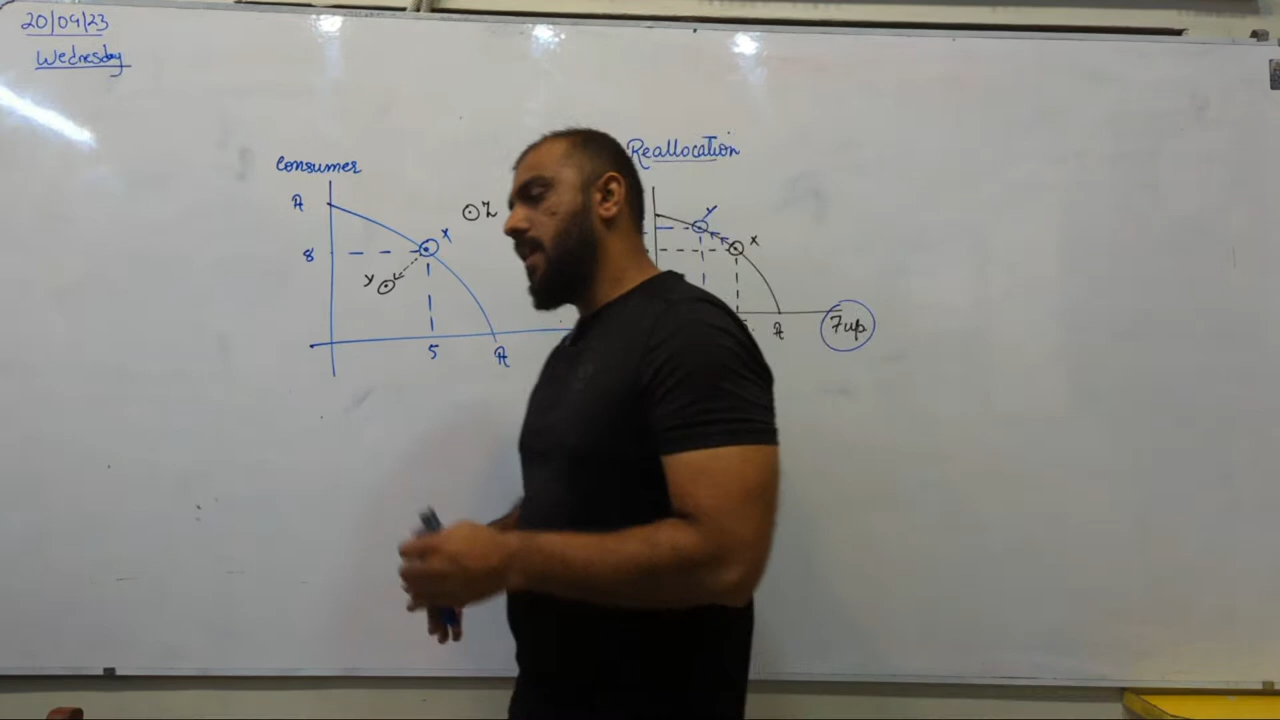 20/09/23
Wednesday
Consumer
A
8
X
Y
Z
5
A
Reallocation
Y
X
A
7up